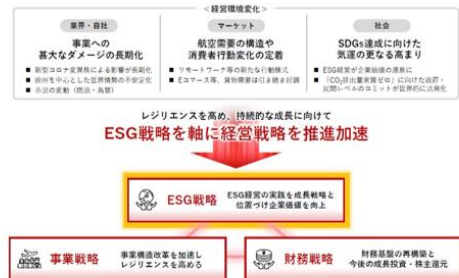 ＜経営環境変化＞
業界・自社
事業への
甚大なダメージの長期化
新型コロナ変異株による影響が長期化
欧州を中心とした世界情勢の不安定化
市況の変動（燃油・為替）
マーケット
航空需要の構造や
消費者行動変化の定着
リモートワーク等の新たな行動様式
Eコマース等、貨物需要は引き続き好調
社会
SDGs達成に向けた
気運の更なる高まり
ESG経営が企業価値の源泉に
「CO2排出量実質ゼロ」に向けた政府・
民間レベルのコミットが世界的に活発化
レジリエンスを高め、持続的な成長に向けて
ESG戦略を軸に経営戦略を推進加速
ESG戦略
ESG経営の実践を成長戦略と
位置づけ企業価値を向上
事業戦略
事業構造改革を加速し
レジリエンスを高める
財務戦略
財務基盤の再構築と
今後の成長投資・株主還元